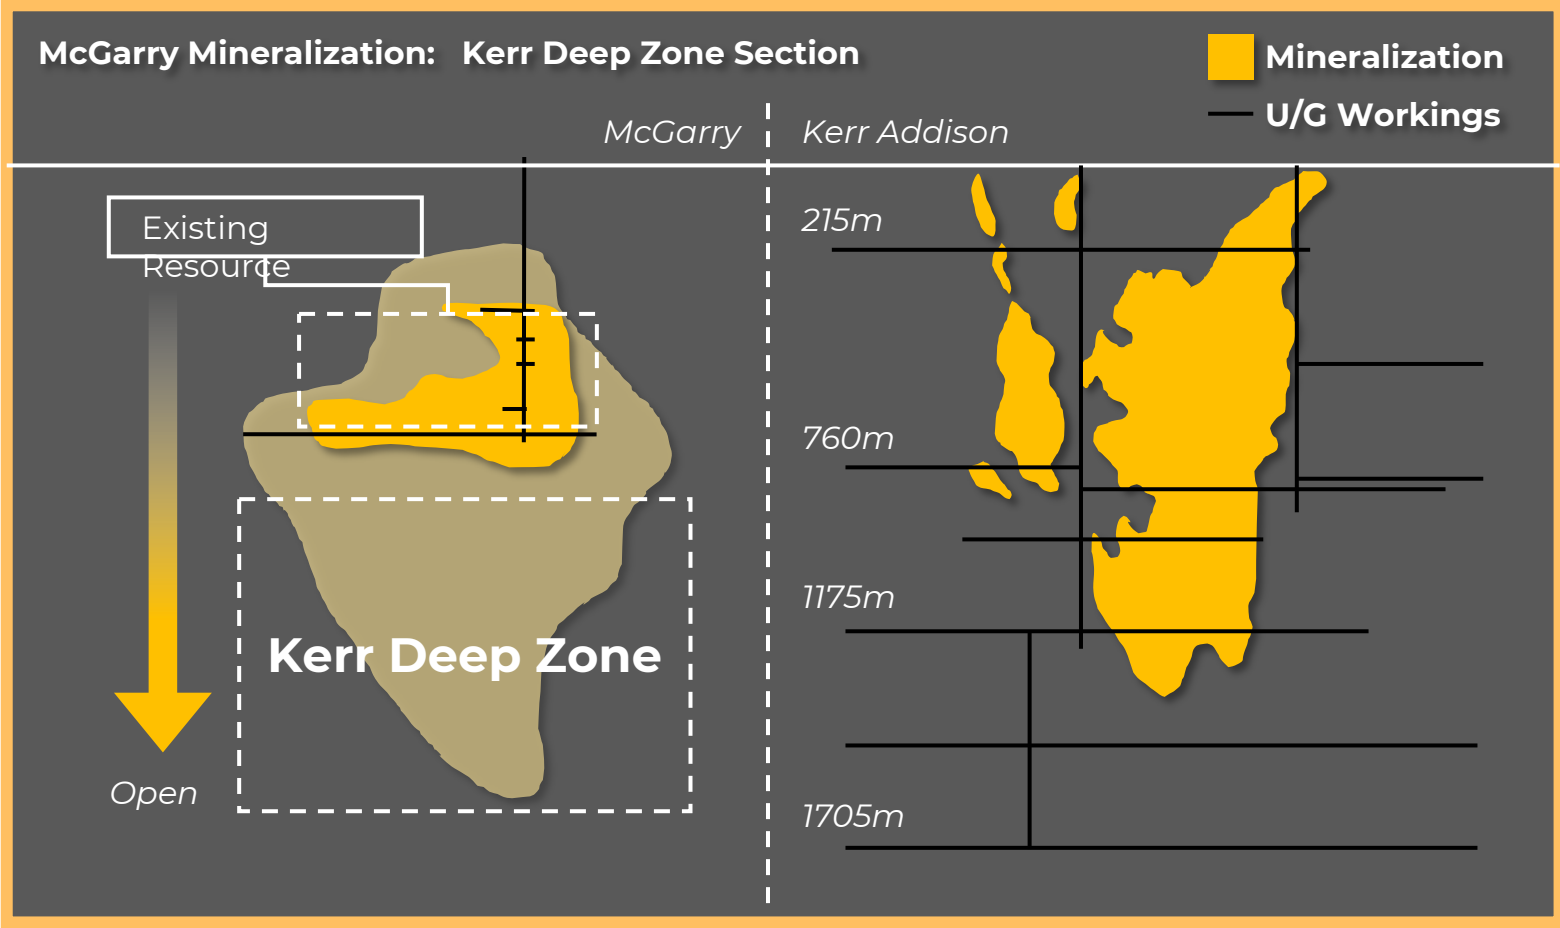 McGarry Mineralization: Kerr Deep Zone Section
Mineralization
U/G Workings
McGarry
Kerr Addison
Existing
Resource
Kerr Deep Zone
Open
215m
760m
1175m
1705m